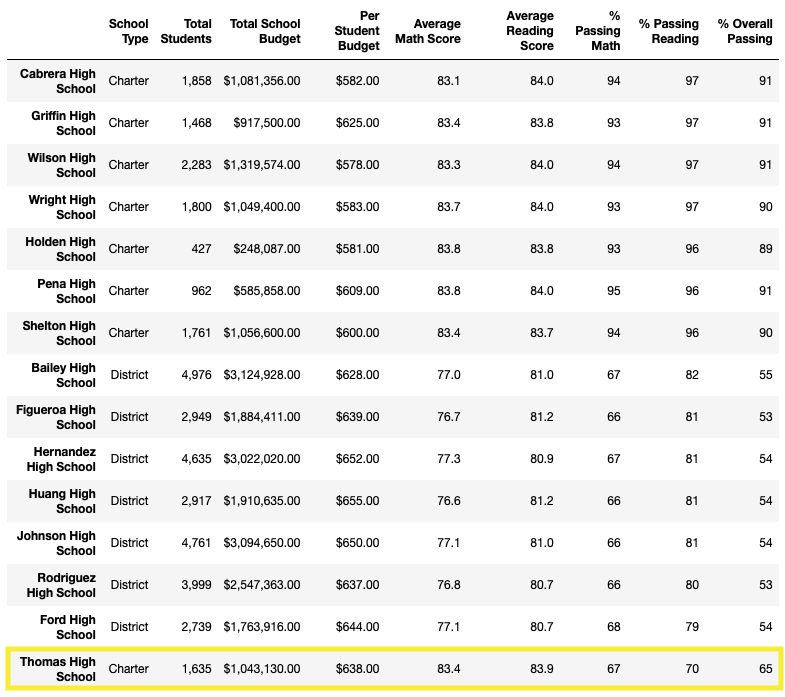 School Type Total Students Total School Budget Per Student Budget Average Math Score Average Reading Score % Passing Math % Passing Reading % Overall Passing
Cabrera High School Charter 1,858 $1,081,356.00 $582.00 83.1 84.0 94 97 91
Griffin High School Charter 1,468 $917,500.00 $625.00 83.4 83.8 93 97 91
Wilson High School Charter 2,283 $1,319,574.00 $578.00 83.3 84.0 94 97 91
Wright High School Charter 1,800 $1,049,400.00 $583.00 83.7 84.0 93 97 90
Holden High School Charter 427 $248,087.00 $581.00 83.8 83.8 93 96 89
Pena High School Charter 962 $585,858.00 $609.00 83.8 84.0 95 96 91
Shelton High School Charter 1,761 $1,056,600.00 $600.00 83.4 83.7 94 96 90
Bailey High School District 4,976 $3,124,928.00 $628.00 77.0 81.0 67 82 55
Figueroa High School District 2,949 $1,884,411.00 $639.00 76.7 81.2 66 81 53
Hernandez High School District 4,635 $3,022,020.00 $652.00 77.3 80.9 67 81 54
Huang High School District 2,917 $1,910,635.00 $655.00 76.6 81.2 66 81 54
Johnson High School District 4,761 $3,094,650.00 $650.00 77.1 81.0 66 81 54
Rodriguez High School District 3,999 $2,547,363.00 $637.00 76.8 80.7 66 80 53
Ford High School District 2,739 $1,763,916.00 $644.00 77.1 80.7 68 79 54
Thomas High School Charter 1,635 $1,043,130.00 $638.00 83.4 83.9 67 70 65